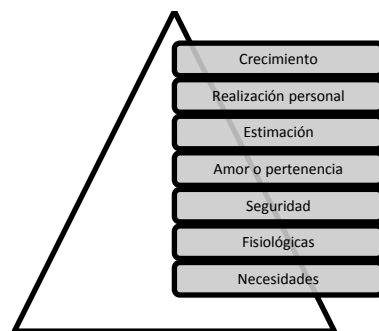 Crecimiento
Realización personal
Estimación
Amor o pertenencia
Seguridad
Fisiológicas
Necesidades